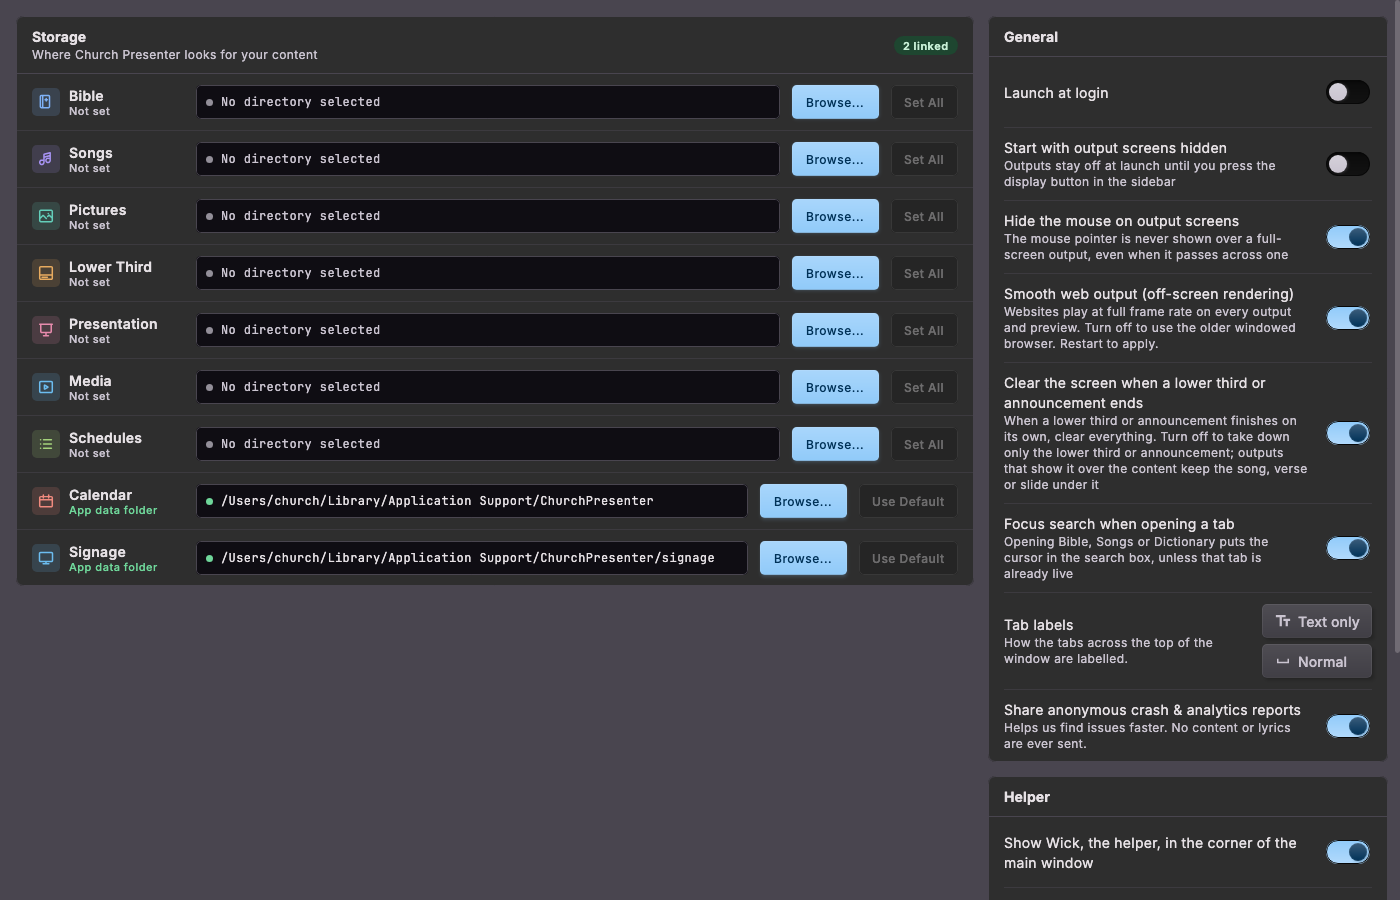 Storage
Where Church Presenter looks for your content
2 linked
Bible
Not set
No directory selected
Browse...
Set All
Songs
Not set
No directory selected
Browse...
Set All
Pictures
Not set
No directory selected
Browse...
Set All
Lower Third
Not set
No directory selected
Browse...
Set All
Presentation
Not set
No directory selected
Browse...
Set All
Media
Not set
No directory selected
Browse...
Set All
Schedules
Not set
No directory selected
Browse...
Set All
Calendar
App data folder
/Users/church/Library/Application Support/ChurchPresenter
Browse...
Use Default
Signage
App data folder
/Users/church/Library/Application Support/ChurchPresenter/signage
Browse...
Use Default
General
Launch at login
Start with output screens hidden
Outputs stay off at launch until you press the
display button in the sidebar
Hide the mouse on output screens
The mouse pointer is never shown over a full-
screen output, even when it passes across one
Smooth web output (off-screen rendering)
Websites play at full frame rate on every output
and preview. Turn off to use the older windowed
browser. Restart to apply.
Clear the screen when a lower third or
announcement ends
When a lower third or announcement finishes on
its own, clear everything. Turn off to take down
only the lower third or announcement; outputs
that show it over the content keep the song, verse
or slide under it
Focus search when opening a tab
Opening Bible, Songs or Dictionary puts the
cursor in the search box, unless that tab is
already live
Tab labels
How the tabs across the top of the
window are labelled.
Text only
Normal
Share anonymous crash & analytics reports
Helps us find issues faster. No content or lyrics
are ever sent.
Helper
Show Wick, the helper, in the corner of the
main window